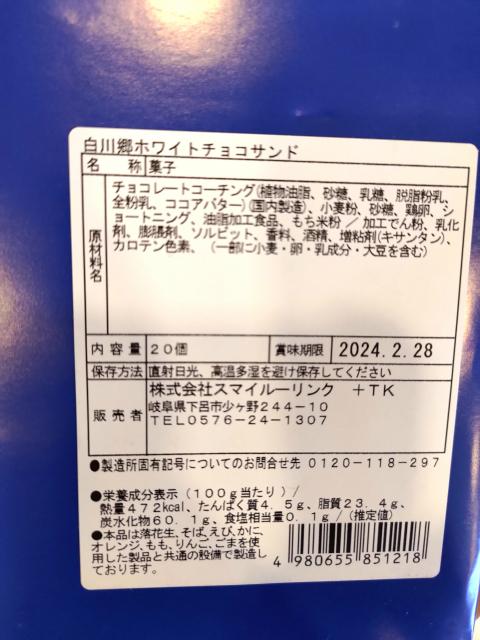 白川郷ホワイトチョコサンド
名 称 菓子
原材料名
チョコレートコーチング(植物油脂、砂糖、乳糖、脱脂粉乳、
全粉乳、ココアバター)(国内製造)、小麦粉、砂糖、鶏卵、ショ
ートニング、油脂加工食品、もち米粉／加工でん粉、乳化
剤、膨脹剤、ソルビット、香料、酒精、増粘剤(キサンタン)、
カロテン色素、（一部に小麦・卵・乳成分・大豆を含む)
内容量 20個 賞味期限 2024.2.28
保存方法 直射日光、高温多湿を避け保存してください
販売者
株式会社スマイルーリンク +TK
岐阜県下呂市少ヶ野244-10
TEL0576-24-1307
●製造所固有記号についてのお問合せ先 0120-118-297
●栄養成分表示(100g当たり)/
熱量472kcal、たんぱく質4.5g、脂質23.4g、
炭水化物60.1g、食塩相当量0.1g/(推定値)
●本品は落花生、そば、えび、かに、
オレンジ、もも、りんご、ごまを使
用した製品と共通の設備で製造し
ております。
4 980655 851218